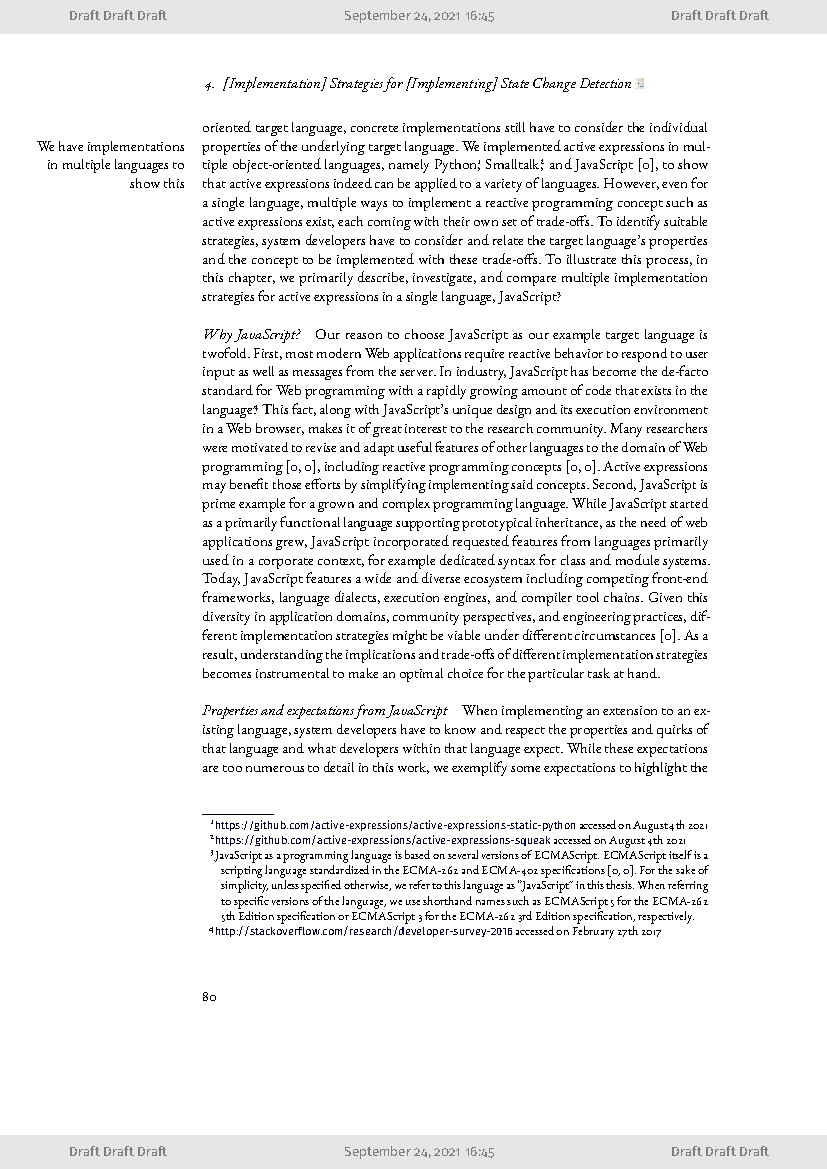 Draft Draft Draft September 24, 2021 16:45 Draft Draft Draft
4. [Implementation] Strategies for [Implementing] State Change Detection
We have implementations
in multiple languages to
show this
oriented target language, concrete implementations still have to consider the individual
properties of the underlying target language. We implemented active expressions in mul-
tiple object-oriented languages, namely Python,¹ Smalltalk,² and JavaScript [0], to show
that active expressions indeed can be applied to a variety of languages. However, even for
a single language, multiple ways to implement a reactive programming concept such as
active expressions exist, each coming with their own set of trade-offs. To identify suitable
strategies, system developers have to consider and relate the target language's properties
and the concept to be implemented with these trade-offs. To illustrate this process, in
this chapter, we primarily describe, investigate, and compare multiple implementation
strategies for active expressions in a single language, JavaScript.³
Why JavaScript? Our reason to choose JavaScript as our example target language is
twofold. First, most modern Web applications require reactive behavior to respond to user
input as well as messages from the server. In industry, JavaScript has become the de-facto
standard for Web programming with a rapidly growing amount of code that exists in the
language.⁴ This fact, along with JavaScript's unique design and its execution environment
in a Web browser, makes it of great interest to the research community. Many researchers
were motivated to revise and adapt useful features of other languages to the domain of Web
programming [0, 0], including reactive programming concepts [0, 0]. Active expressions
may benefit those efforts by simplifying implementing said concepts. Second, JavaScript is
prime example for a grown and complex programming language. While JavaScript started
as a primarily functional language supporting prototypical inheritance, as the need of web
applications grew, JavaScript incorporated requested features from languages primarily
used in a corporate context, for example dedicated syntax for class and module systems.
Today, JavaScript features a wide and diverse ecosystem including competing front-end
frameworks, language dialects, execution engines, and compiler tool chains. Given this
diversity in application domains, community perspectives, and engineering practices, dif-
ferent implementation strategies might be viable under different circumstances [0]. As a
result, understanding the implications and trade-offs of different implementation strategies
becomes instrumental to make an optimal choice for the particular task at hand.
Properties and expectations from JavaScript When implementing an extension to an ex-
isting language, system developers have to know and respect the properties and quirks of
that language and what developers within that language expect. While these expectations
are too numerous to detail in this work, we exemplify some expectations to highlight the
¹https://github.com/active-expressions/active-expressions-static-python accessed on August 4th 2021
²https://github.com/active-expressions/active-expressions-squeak accessed on August 4th 2021
³JavaScript as a programming language is based on several versions of ECMAScript. ECMAScript itself is a
scripting language standardized in the ECMA-262 and ECMA-402 specifications [0, 0]. For the sake of
simplicity, unless specified otherwise, we refer to this language as "JavaScript" in this thesis. When referring
to specific versions of the language, we use shorthand names such as ECMAScript 5 for the ECMA-262
5th Edition specification or ECMAScript 3 for the ECMA-262 3rd Edition specification, respectively.
⁴http://stackoverflow.com/research/developer-survey-2016 accessed on February 27th 2017
80
Draft Draft Draft September 24, 2021 16:45 Draft Draft Draft